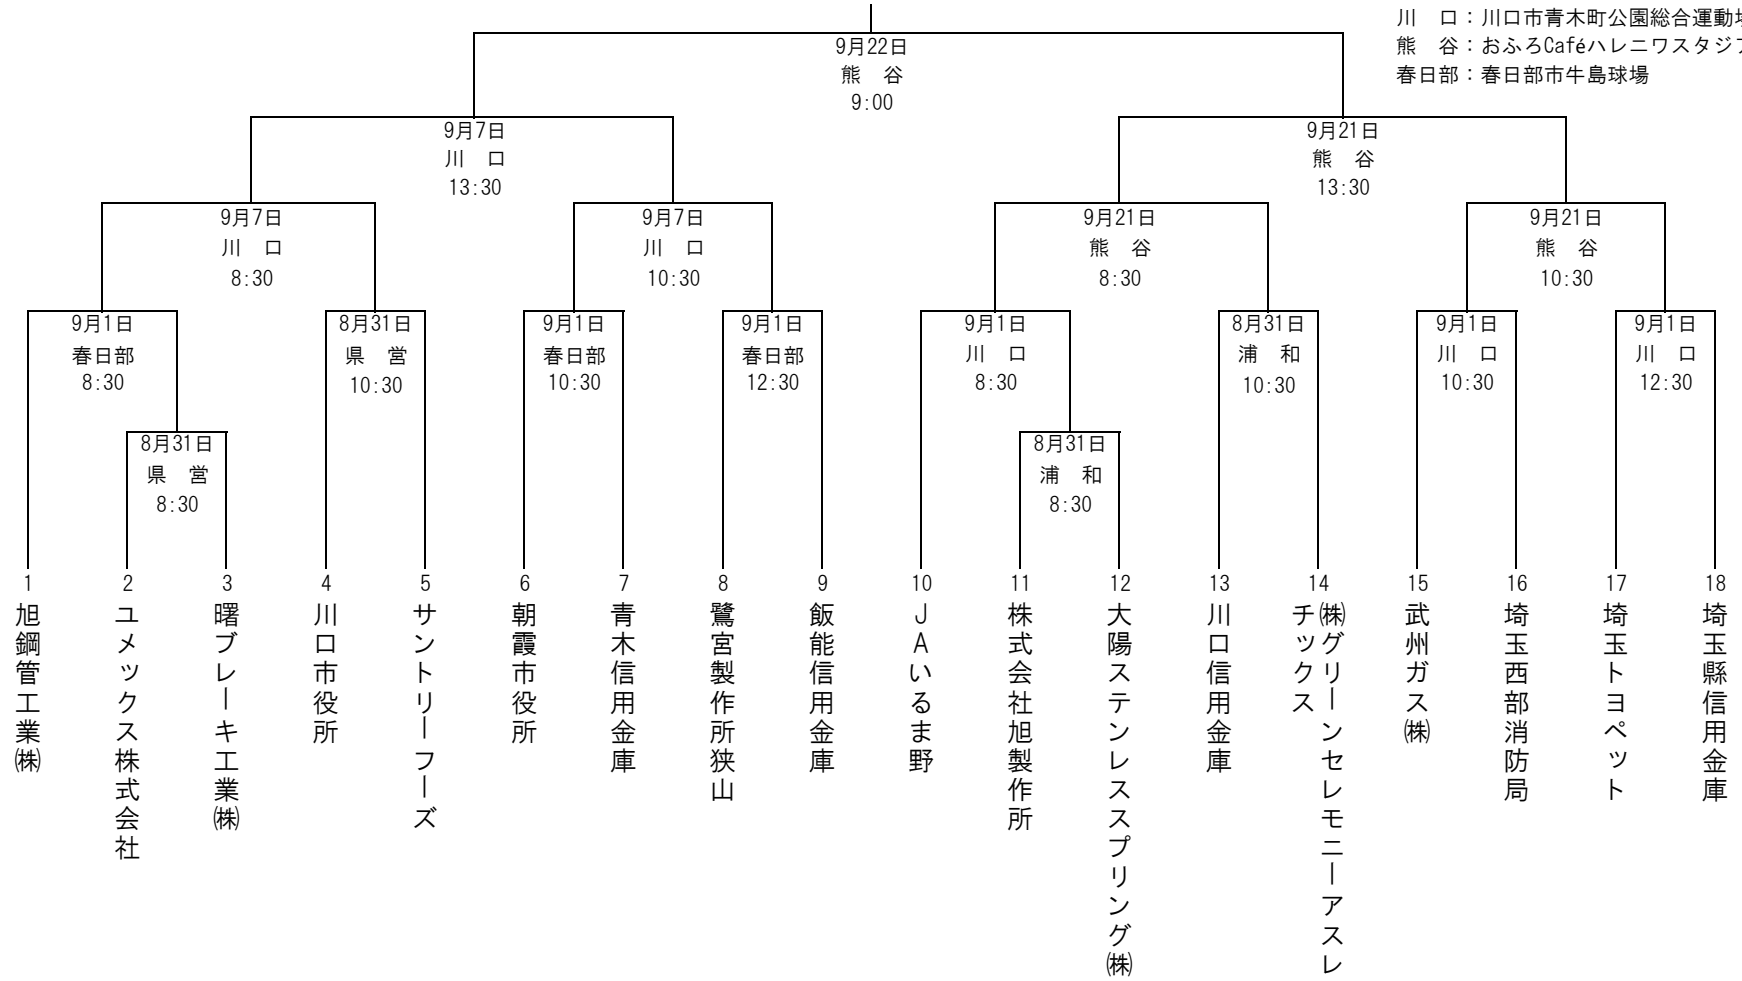 川　口：川口市青木町公園総合運動場
熊　谷：おふろCaféハレニワスタジア
春日部：春日部市牛島球場
9月22日
熊　谷
9:00
9月7日
川　口
13:30
9月21日
熊　谷
13:30
9月7日
川　口
8:30
9月7日
川　口
10:30
9月21日
熊　谷
8:30
9月21日
熊　谷
10:30
9月1日
春日部
8:30
8月31日
県　営
10:30
9月1日
春日部
10:30
9月1日
春日部
12:30
9月1日
川　口
8:30
8月31日
浦　和
10:30
9月1日
川　口
10:30
9月1日
川　口
12:30
8月31日
県　営
8:30
8月31日
浦　和
8:30
1
旭鋼管工業㈱
2
ユメックス株式会社
3
曙ブレーキ工業㈱
4
川口市役所
5
サントリーフーズ
6
朝霞市役所
7
青木信用金庫
8
鷺宮製作所狭山
9
飯能信用金庫
10
ＪＡいるま野
11
株式会社旭製作所
12
大陽ステンレススプリング㈱
13
川口信用金庫
14
㈱グリーンセレモニーアスレ
チックス
15
武州ガス㈱
16
埼玉西部消防局
17
埼玉トヨペット
18
埼玉縣信用金庫